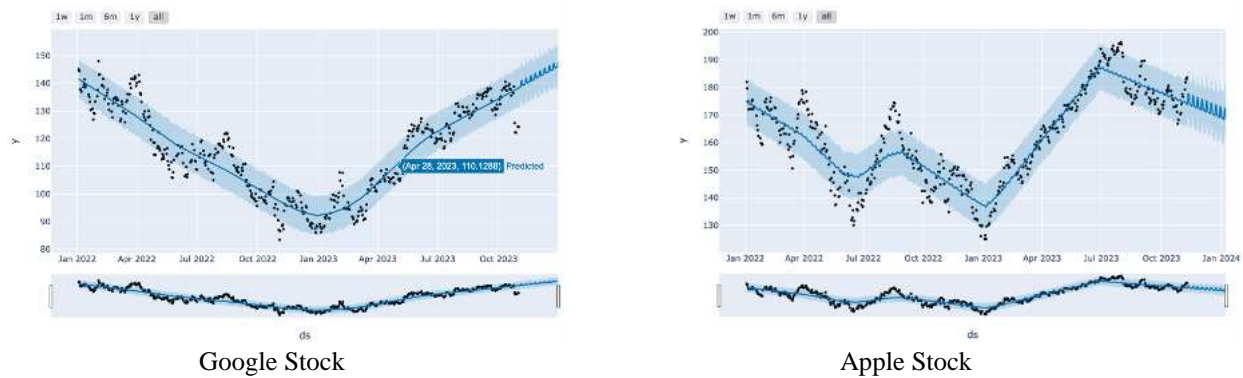 1w 1m 6m 1y all
y
150
140
130
120
110
100
90
80
(Apr 28, 2023, 110.1288) Predicted
Jan 2022 Apr 2022 Jul 2022 Oct 2022 Jan 2023 Apr 2023 Jul 2023 Oct 2023
ds
Google Stock
1w 1m 6m 1y all
y
200
190
180
170
160
150
140
130
Jan 2022 Apr 2022 Jul 2022 Oct 2022 Jan 2023 Apr 2023 Jul 2023 Oct 2023 Jan 2024
ds
Apple Stock